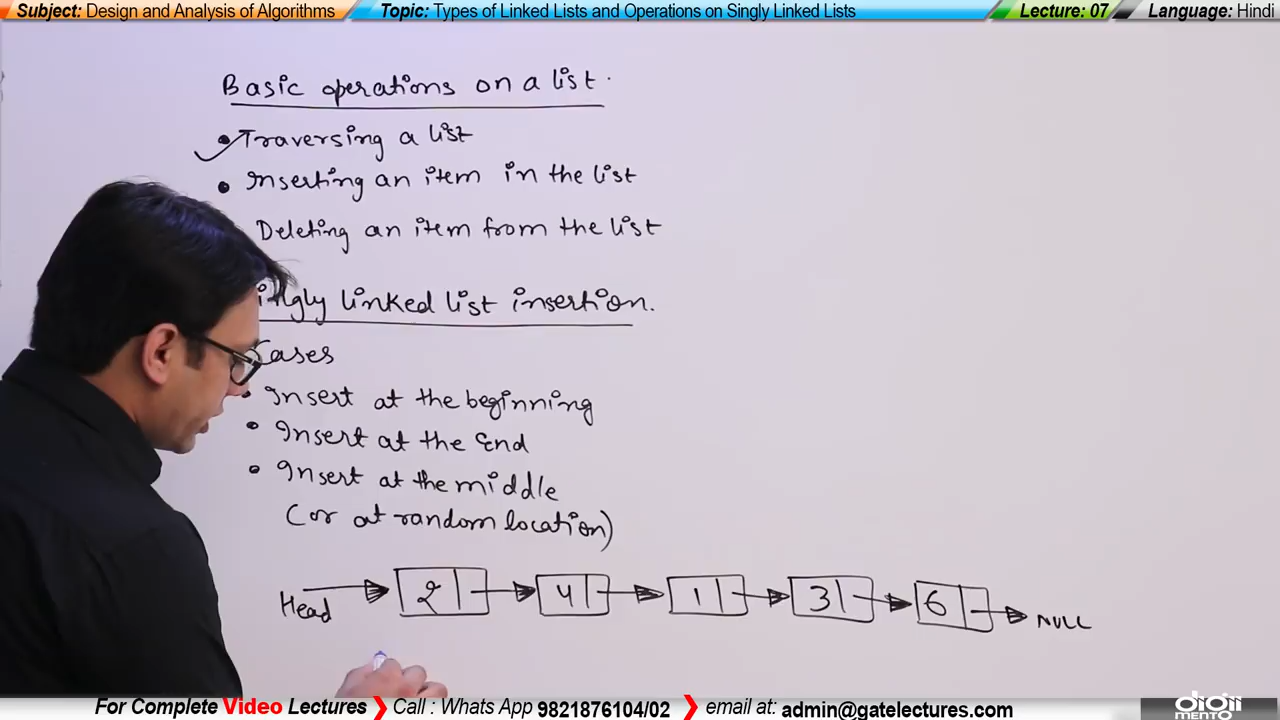 Subject: Design and Analysis of Algorithms Topic: Types of Linked Lists and Operations on Singly Linked Lists Lecture: 07 Language: Hindi
Basic operations on a list.
• Traversing a list
• Inserting an item in the list
Deleting an item from the list
ingly linked list insertion.
Cases
• Insert at the beginning
• Insert at the End
• Insert at the middle
(or at random location)
Head 2 4 1 3 6 NULL
For Complete Video Lectures Call : Whats App 9821876104/02 email at: admin@gatelectures.com
digii
MENTO